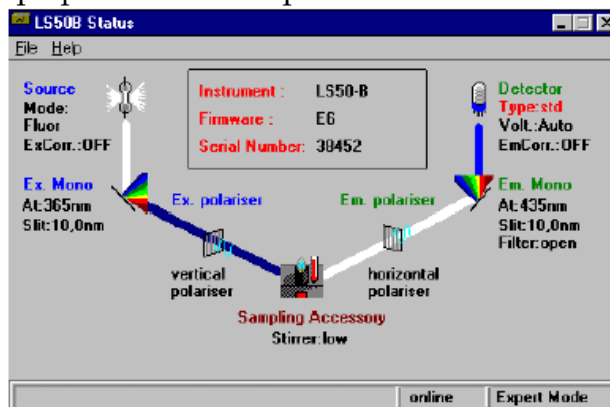 LS50B Status
File Help
Source
Mode:
Fluor
ExCorr.:OFF
Instrument : LS50-B
Firmware : E6
Serial Number: 38452
Detector
Type:std
Volt.:Auto
EmCorr.:OFF
Ex. Mono
At:365nm
Slit:10,0nm
Ex. polariser
Em. polariser
Em. Mono
At:435nm
Slit:10,0nm
Filter:open
vertical
polariser
horizontal
polariser
Sampling Accessory
Stirrer:low
online
Expert Mode